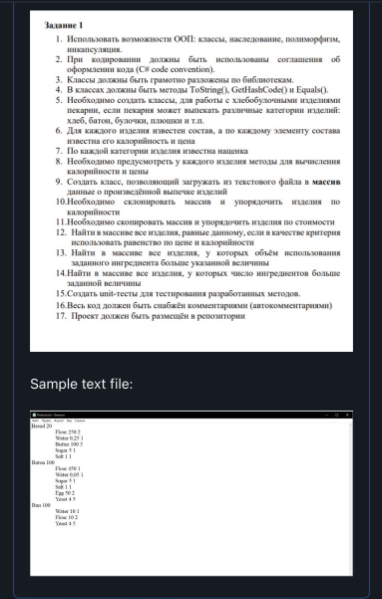 Задание 1
1. Использовать возможности ООП: классы, наследование, полиморфизм,
инкапсуляция.
2. При кодировании должны быть использованы соглашения об
оформлении кода (C# code convention).
3. Классы должны быть грамотно разложены по библиотекам.
4. В классах должны быть методы ToString(), GetHashCode() и Equals().
5. Необходимо создать классы, для работы с хлебобулочными изделиями
пекарни, если пекарня может выпекать различные категории изделий:
хлеб, батон, булочки, плюшки и т.п.
6. Для каждого изделия известен состав, а по каждому элементу состава
известна его калорийность и цена
7. По каждой категории изделия известна наценка
8. Необходимо предусмотреть у каждого изделия методы для вычисления
калорийности и цены
9. Создать класс, позволяющий загружать из текстового файла в массив
данные о произведённой выпечке изделий
10.Необходимо склонировать массив и упорядочить изделия по
калорийности
11.Необходимо скопировать массив и упорядочить изделия по стоимости
12. Найти в массиве все изделия, равные данному, если в качестве критерия
использовать равенство по цене и калорийности
13. Найти в массиве все изделия, у которых объём использования
заданного ингредиента больше указанной величины
14.Найти в массиве все изделия, у которых число ингредиентов больше
заданной величины
15.Создать unit-тесты для тестирования разработанных методов.
16.Весь код должен быть снабжён комментариями (автокомментариями)
17. Проект должен быть размещён в репозитории
Sample text file:
Bread 20
Flour 250 2
Water 0,25 1
Butter 100 3
Sugar 5 1
Salt 1 1
Baton 100
Flour 450 1
Water 0,05 1
Sugar 5 1
Salt 1 1
Egg 50 2
Yeast 4 5
Bun 100
Water 10 1
Flour 10 2
Yeast 4 5